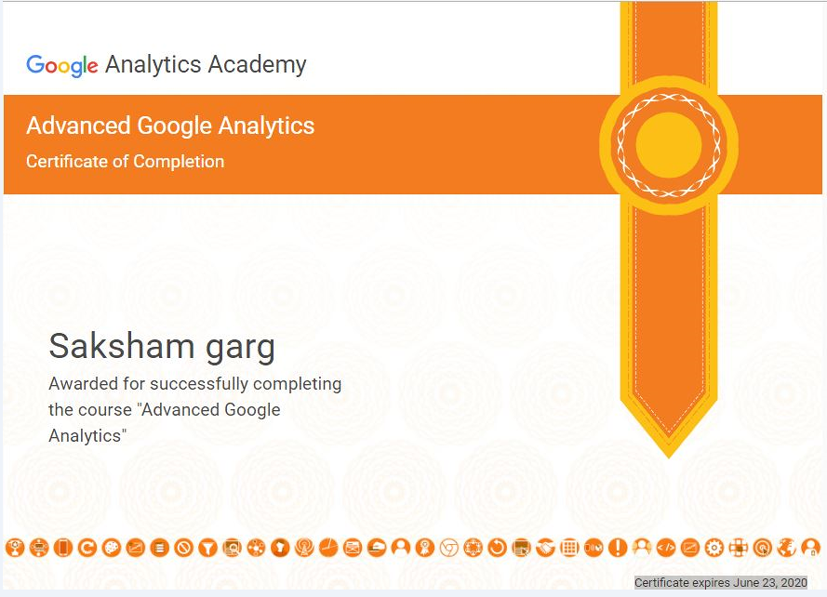 Google Analytics Academy
Advanced Google Analytics
Certificate of Completion
Saksham garg
Awarded for successfully completing
the course "Advanced Google
Analytics"
Certificate expires June 23, 2020